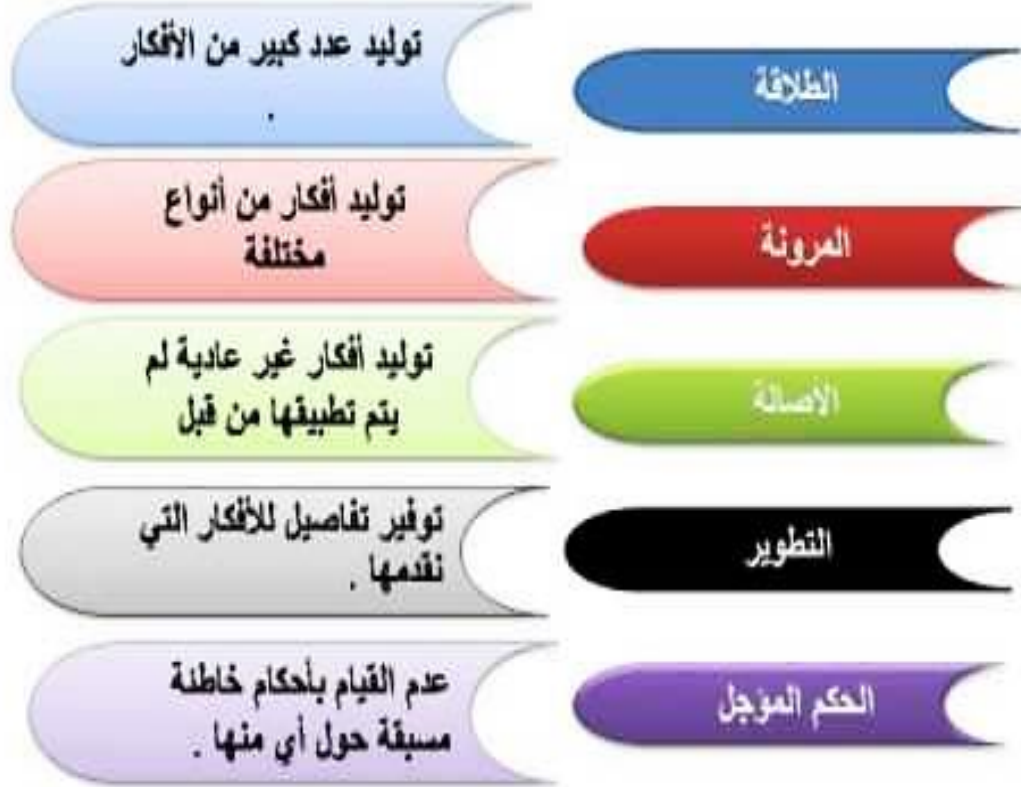 الطلاقة
توليد عدد كبير من الأفكار
.
المرونة
توليد أفكار من أنواع
مختلفة
الأصالة
توليد أفكار غير عادية لم
يتم تطبيقها من قبل
التطوير
توفير تفاصيل للأفكار التي
نقدمها .
الحكم المؤجل
عدم القيام بأحكام خاطئة
مسبقة حول أي منها .